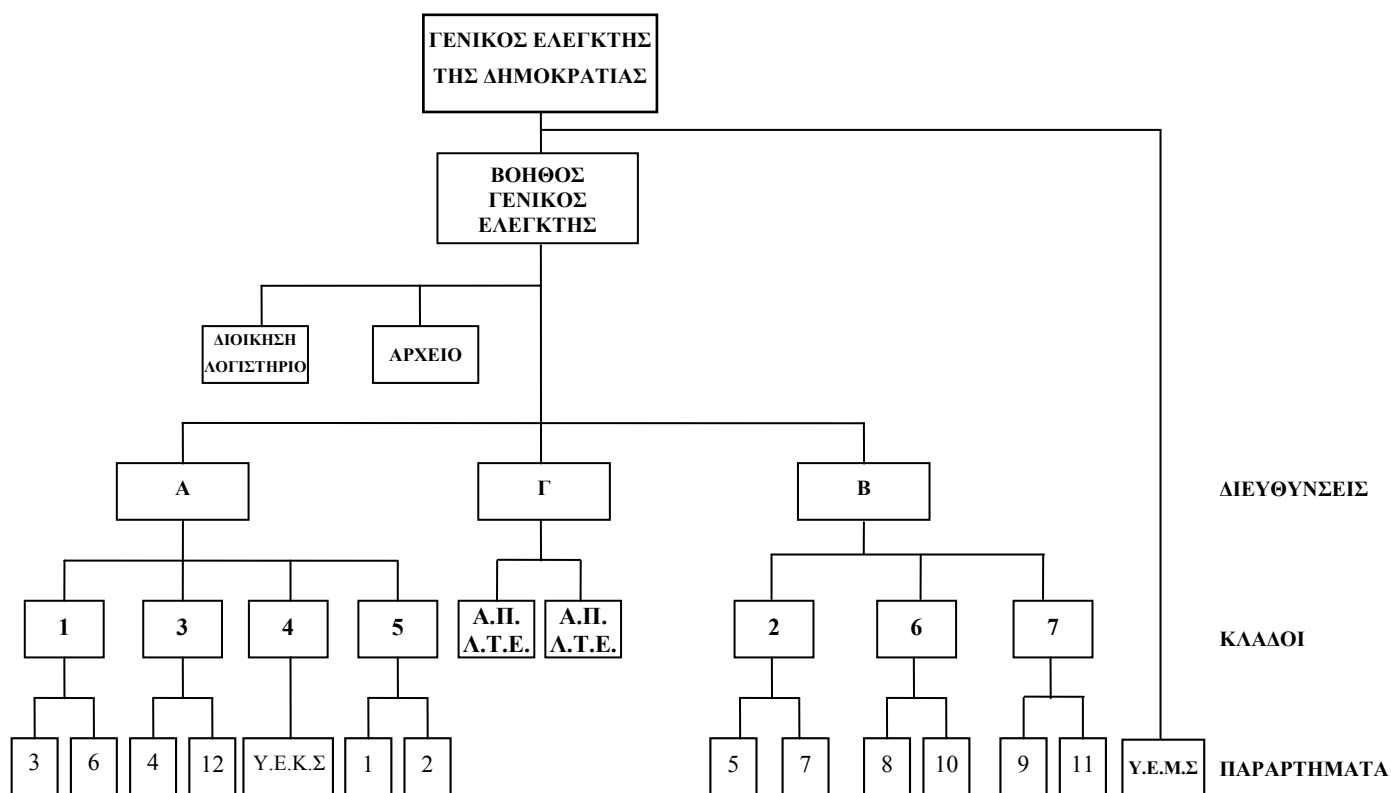 ΓΕΝΙΚΟΣ ΕΛΕΓΚΤΗΣ
ΤΗΣ ΔΗΜΟΚΡΑΤΙΑΣ
ΒΟΗΘΟΣ
ΓΕΝΙΚΟΣ
ΕΛΕΓΚΤΗΣ
ΔΙΟΙΚΗΣΗ
ΛΟΓΙΣΤΗΡΙΟ
ΑΡΧΕΙΟ
Α
Γ
Β
ΔΙΕΥΘΥΝΣΕΙΣ
1
3
4
5
Α.Π.
Λ.Τ.Ε.
Α.Π.
Λ.Τ.Ε.
2
6
7
ΚΛΑΔΟΙ
3
6
4
12
Υ.Ε.Κ.Σ
1
2
5
7
8
10
9
11
Υ.Ε.Μ.Σ
ΠΑΡΑΡΤΗΜΑΤΑ